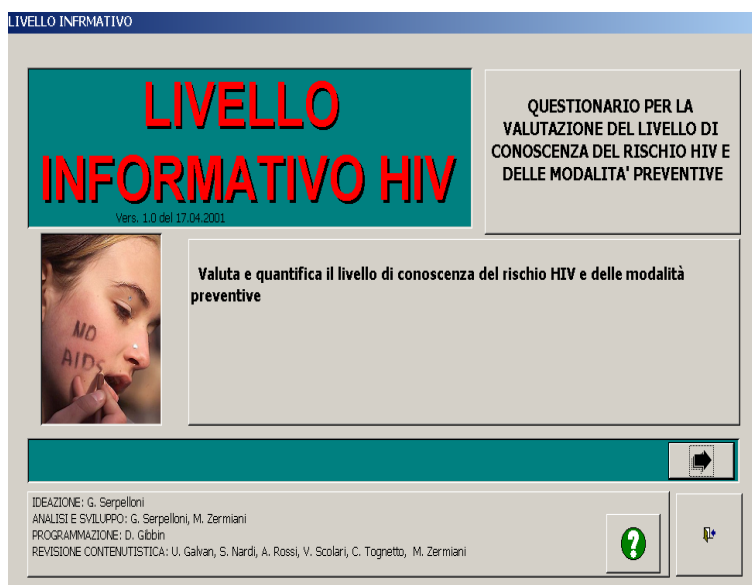 LIVELLO INFRMATIVO
LIVELLO
INFORMATIVO HIV
Vers. 1.0 del 17.04.2001
QUESTIONARIO PER LA
VALUTAZIONE DEL LIVELLO DI
CONOSCENZA DEL RISCHIO HIV E
DELLE MODALITA' PREVENTIVE
NO
AIDS
Valuta e quantifica il livello di conoscenza del rischio HIV e delle modalità
preventive
IDEAZIONE: G. Serpelloni
ANALISI E SVILUPPO: G. Serpelloni, M. Zermiani
PROGRAMMAZIONE: D. Gibbin
REVISIONE CONTENUTISTICA: U. Galvan, S. Nardi, A. Rossi, V. Scolari, C. Tognetto, M. Zermiani
?